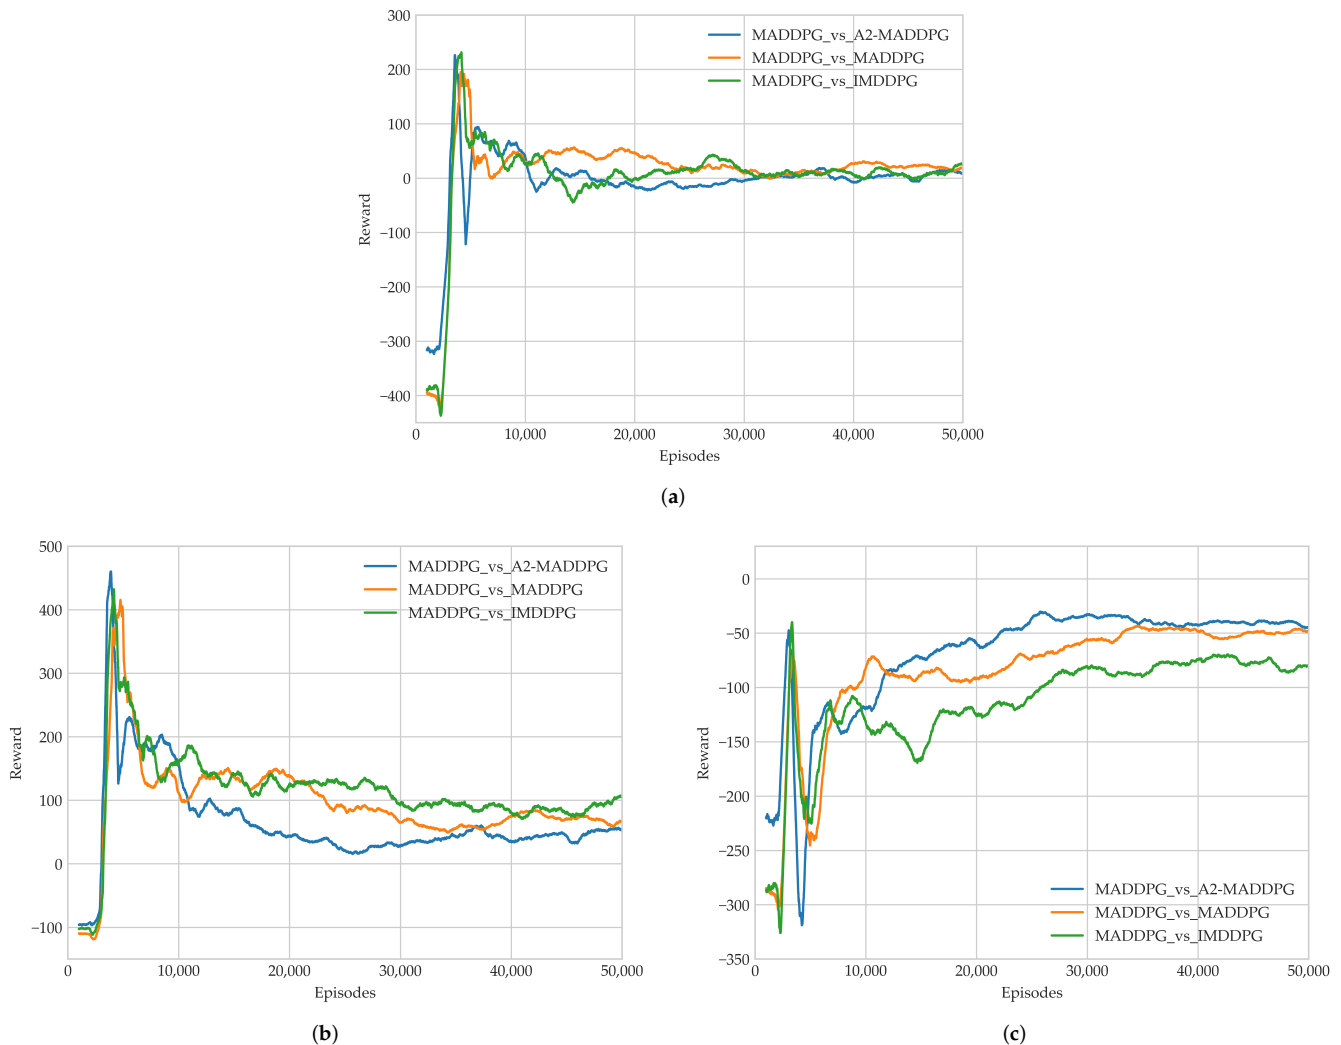 300
200
100
0
−100
−200
−300
−400
Reward
MADDPG_vs_A2-MADDPG
MADDPG_vs_MADDPG
MADDPG_vs_IMDDPG
0 10,000 20,000 30,000 40,000 50,000
Episodes
(a)
500
400
300
200
100
0
−100
Reward
MADDPG_vs_A2-MADDPG
MADDPG_vs_MADDPG
MADDPG_vs_IMDDPG
0 10,000 20,000 30,000 40,000 50,000
Episodes
(b)
0
−50
−100
−150
−200
−250
−300
−350
Reward
MADDPG_vs_A2-MADDPG
MADDPG_vs_MADDPG
MADDPG_vs_IMDDPG
0 10,000 20,000 30,000 40,000 50,000
Episodes
(c)